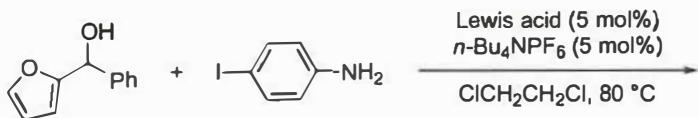 OH
O
Ph
+
I
NH2
Lewis acid (5 mol%)
n-Bu4NPF6 (5 mol%)
ClCH2CH2Cl, 80 °C